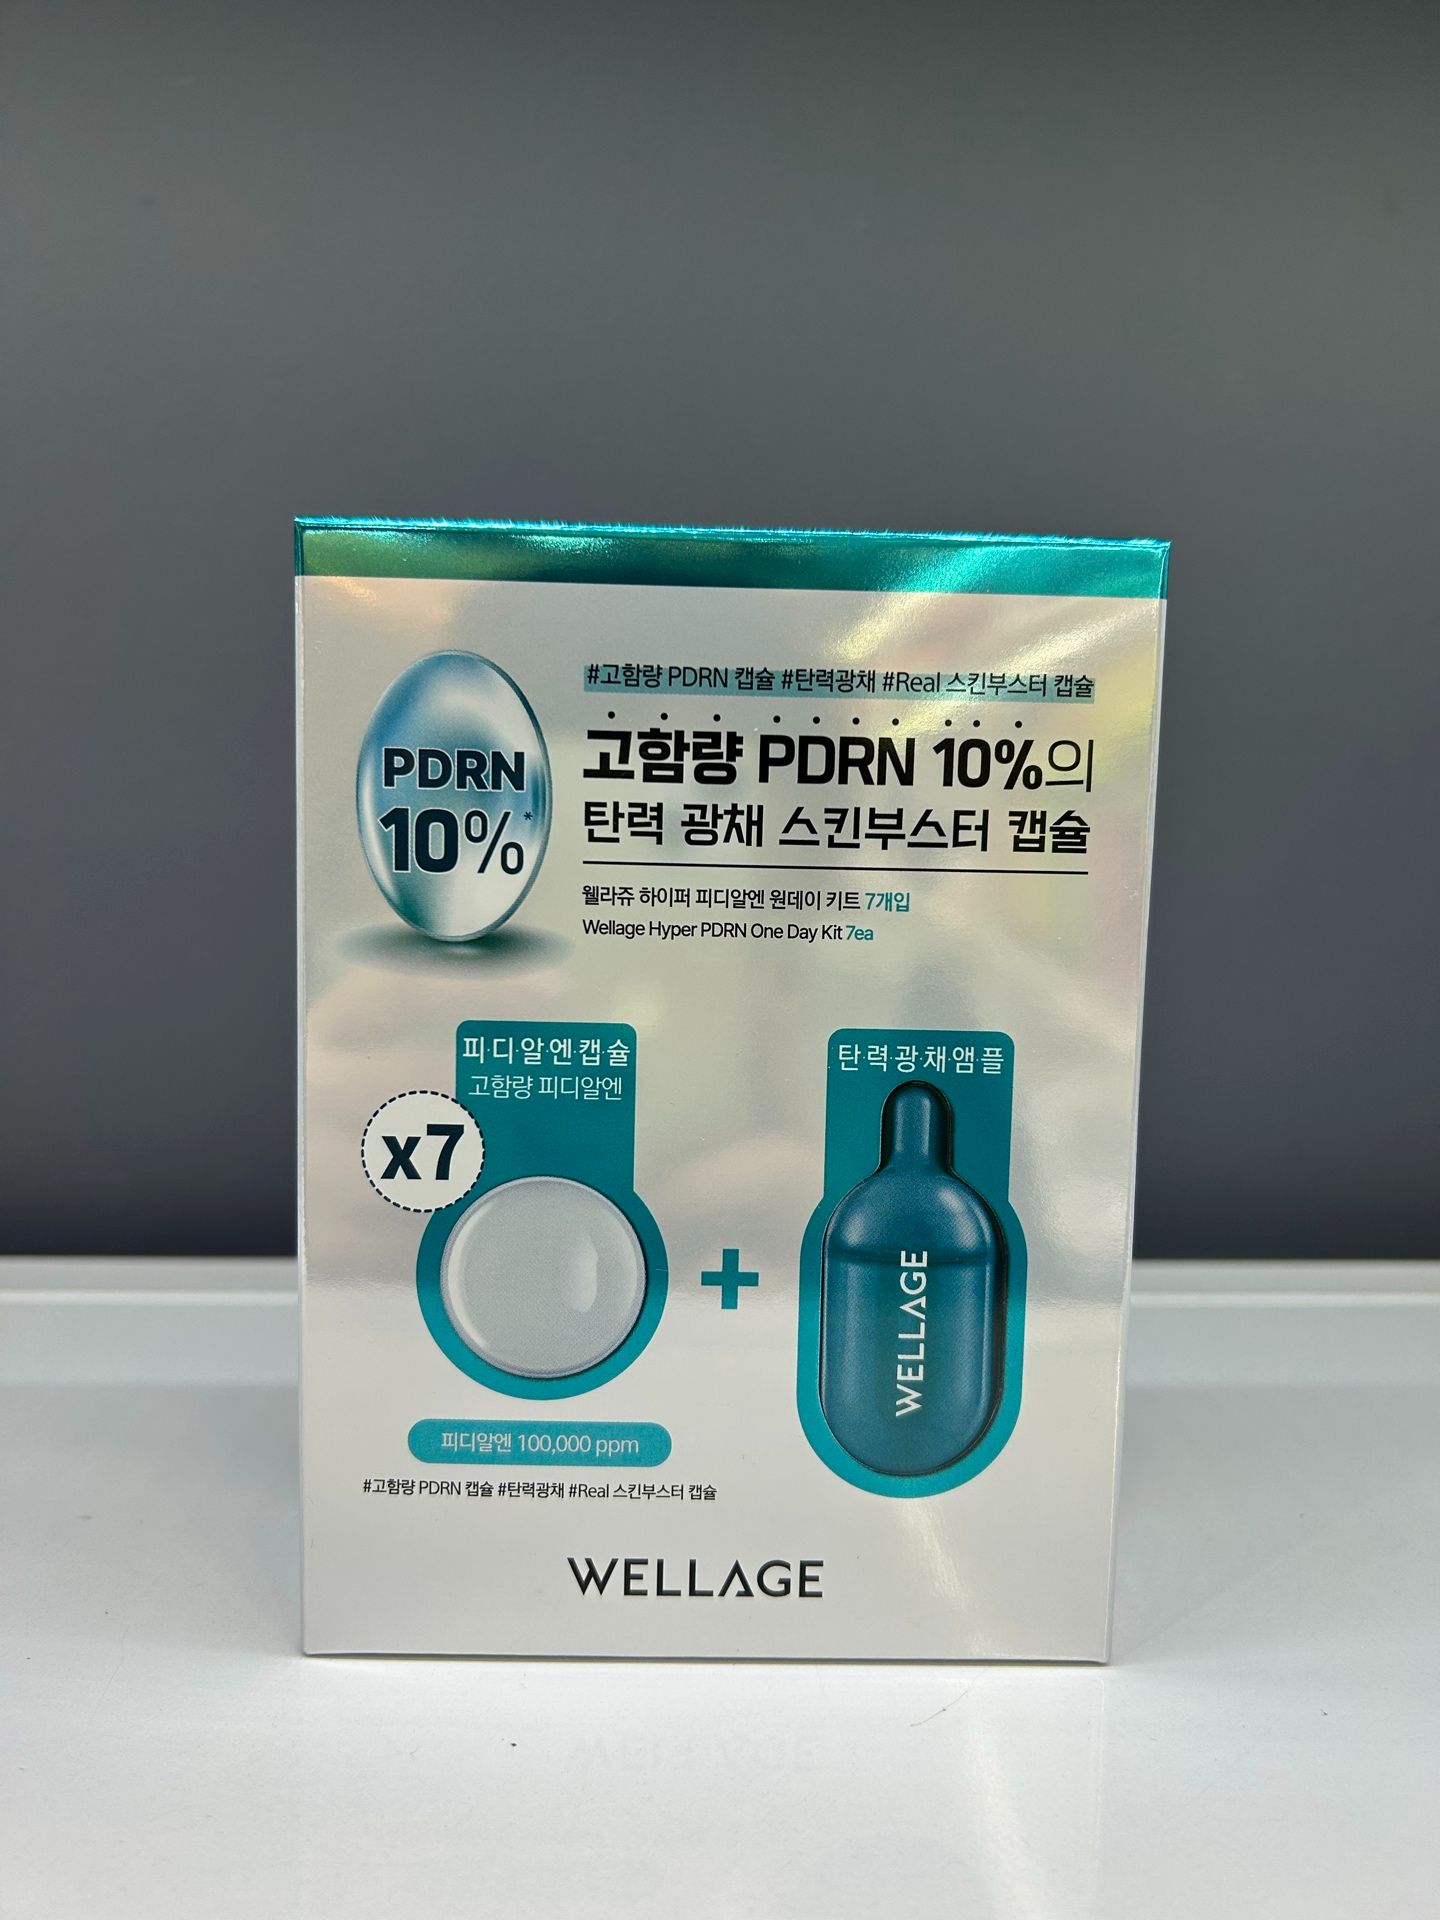 #고함량 PDRN 캡슐 #탄력광채 #Real 스킨부스터 캡슐
PDRN
10%*
고함량 PDRN 10%의
탄력 광채 스킨부스터 캡슐
웰라쥬 하이퍼 피디알엔 원데이 키트 7개입
Wellage Hyper PDRN One Day Kit 7ea
피·디·알·엔·캡·슐
고함량 피디알엔
x7
+
탄·력·광·채·앰·플
WELLAGE
피디알엔 100,000 ppm
#고함량 PDRN 캡슐 #탄력광채 #Real 스킨부스터 캡슐
WELLAGE